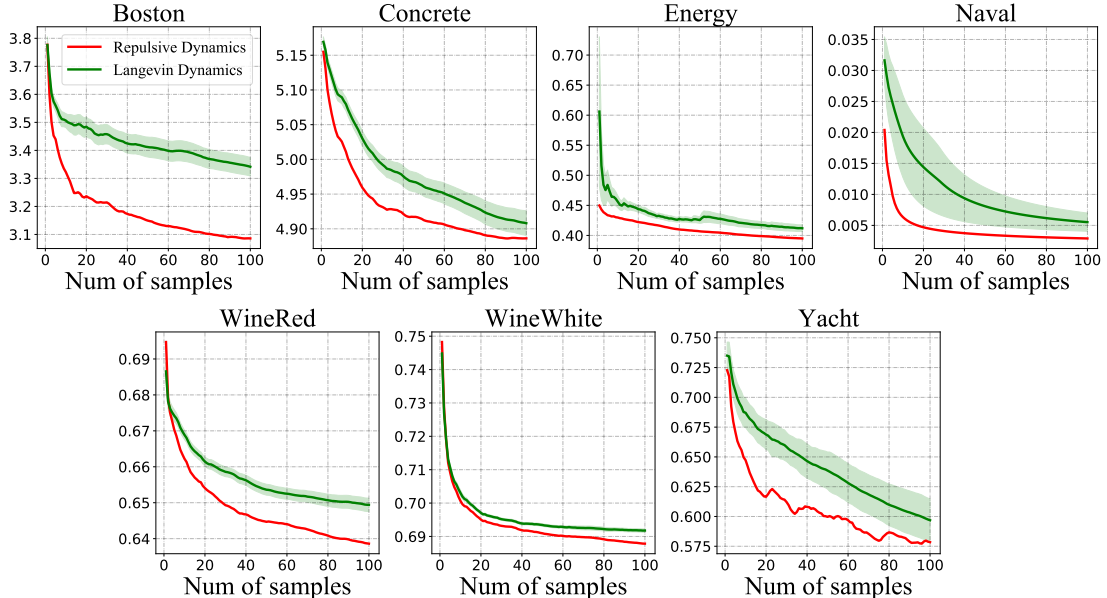 Boston
3.8
3.7
3.6
3.5
3.4
3.3
3.2
3.1
0 20 40 60 80 100
Num of samples
Repulsive Dynamics
Langevin Dynamics
Concrete
5.15
5.10
5.05
5.00
4.95
4.90
0 20 40 60 80 100
Num of samples
Energy
0.70
0.65
0.60
0.55
0.50
0.45
0.40
0 20 40 60 80 100
Num of samples
Naval
0.035
0.030
0.025
0.020
0.015
0.010
0.005
0 20 40 60 80 100
Num of samples
WineRed
0.69
0.68
0.67
0.66
0.65
0.64
0 20 40 60 80 100
Num of samples
WineWhite
0.75
0.74
0.73
0.72
0.71
0.70
0.69
0 20 40 60 80 100
Num of samples
Yacht
0.750
0.725
0.700
0.675
0.650
0.625
0.600
0.575
0 20 40 60 80 100
Num of samples